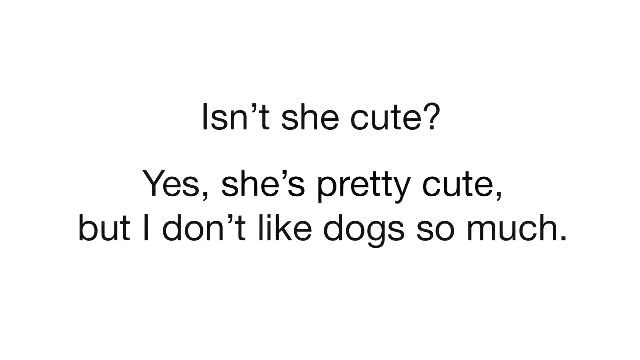 Isn’t she cute?
Yes, she’s pretty cute,
but I don’t like dogs so much.